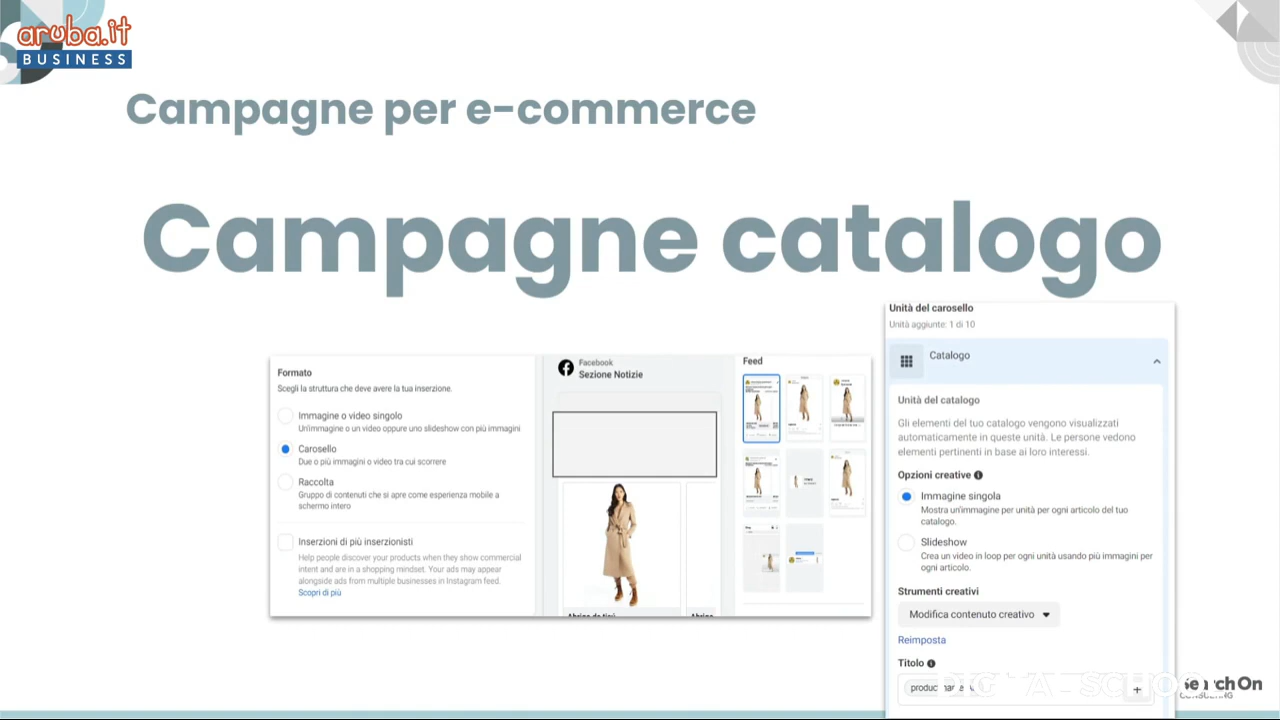 aruba.it
BUSINESS
Campagne per e-commerce
Campagne catalogo
Formato
Scegli la struttura che deve avere la tua inserzione.
Immagine o video singolo
Un'immagine o un video oppure uno slideshow con più immagini
Carosello
Due o più immagini o video tra cui scorrere
Raccolta
Gruppo di contenuti che si apre come esperienza mobile a
schermo intero
Inserzioni di più inserzionisti
Help people discover your products when they show commercial
intent and are in a shopping mindset. Your ads may appear
alongside ads from multiple businesses in Instagram feed.
Scopri di più
Facebook
Sezione Notizie
Feed
Unità del carosello
Unità aggiunte: 1 di 10
Catalogo
Unità del catalogo
Gli elementi del tuo catalogo vengono visualizzati
automaticamente in queste unità. Le persone vedono
elementi pertinenti in base ai loro interessi.
Opzioni creative
Immagine singola
Mostra un'immagine per unità per ogni articolo del tuo
catalogo.
Slideshow
Crea un video in loop per ogni unità usando più immagini per
ogni articolo.
Strumenti creativi
Modifica contenuto creativo
Reimposta
Titolo
+
DIGITAL SCHOOL
SearchOn
CONSULTING